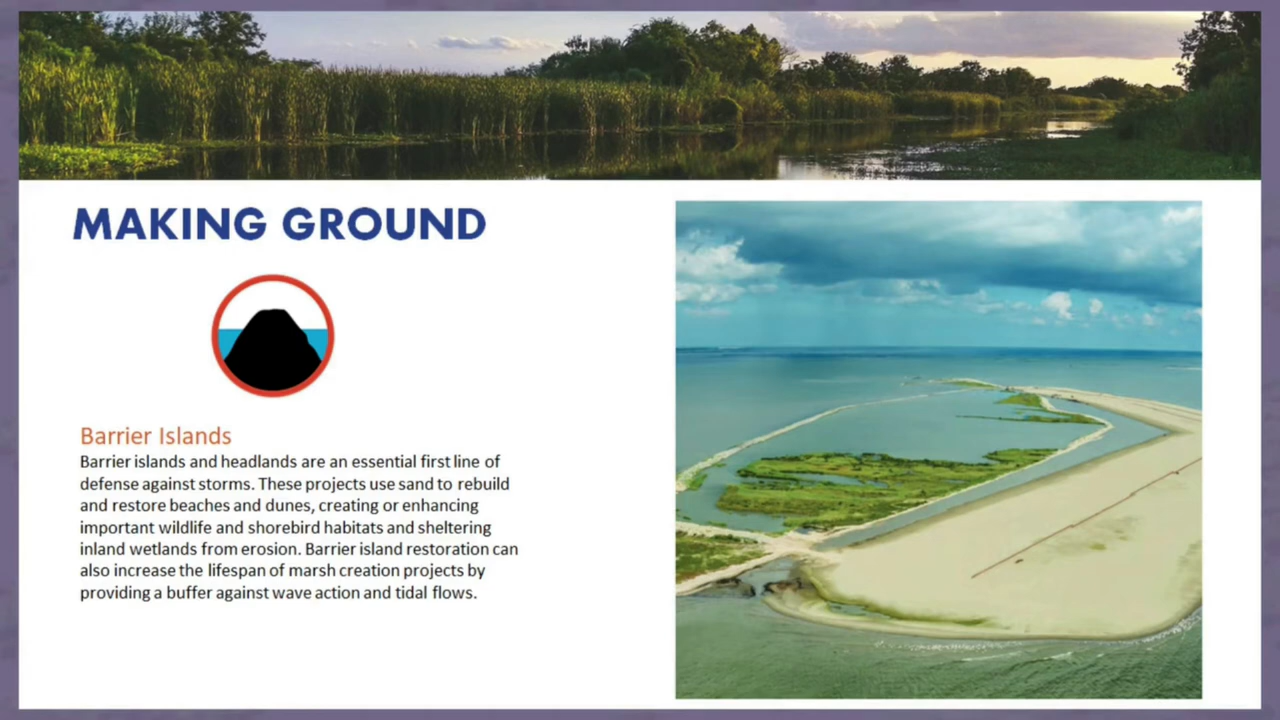 MAKING GROUND
Barrier Islands
Barrier islands and headlands are an essential first line of
defense against storms. These projects use sand to rebuild
and restore beaches and dunes, creating or enhancing
important wildlife and shorebird habitats and sheltering
inland wetlands from erosion. Barrier island restoration can
also increase the lifespan of marsh creation projects by
providing a buffer against wave action and tidal flows.